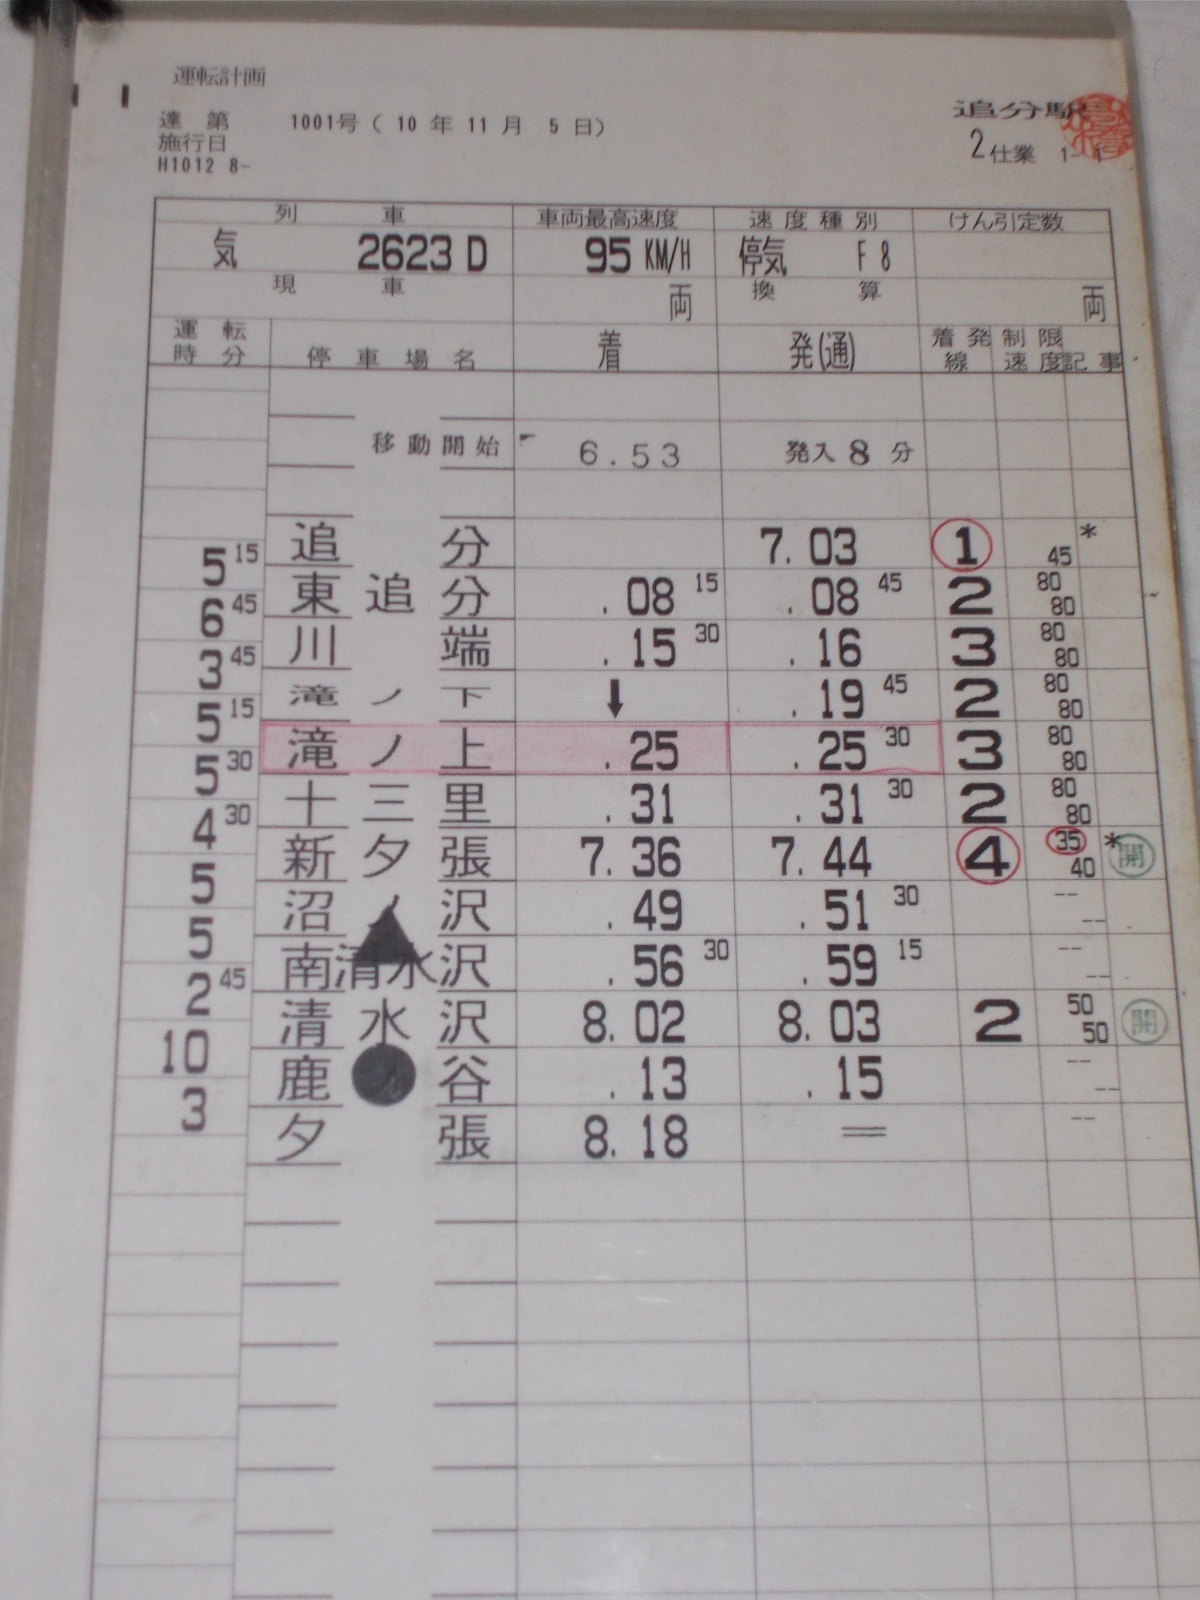 運転計画
達 第 1001号 ( 10 年 11 月 5 日)
施行日
H1012 8-
追分駅
2 仕業 1-1
列 車 車両最高速度 速度種別 けん引定数
気 2623D 95 KM/H 停気 F8
現 車 両 換 算 両
運転時分 停車場名 着 発(通) 着発線 制限速度 記事
移動開始 6.53 発入 8 分
追分 7.03 1 45 *
5 15
東追分 .08 15 .08 45 2 80 80
6 45
川端 .15 30 .16 3 80 80
3 45
滝ノ下 ↓ .19 45 2 80 80
5 15
滝ノ上 .25 .25 30 3 80 80
5 30
十三里 .31 .31 30 2 80 80
4 30
新夕張 7.36 7.44 4 35 40 * 開
5
沼ノ沢 .49 .51 30 -- --
5
南清水沢 .56 30 .59 15 -- --
2 45
清水沢 8.02 8.03 2 50 50 開
10
鹿ノ谷 .13 .15 -- --
3
夕張 8.18 = --